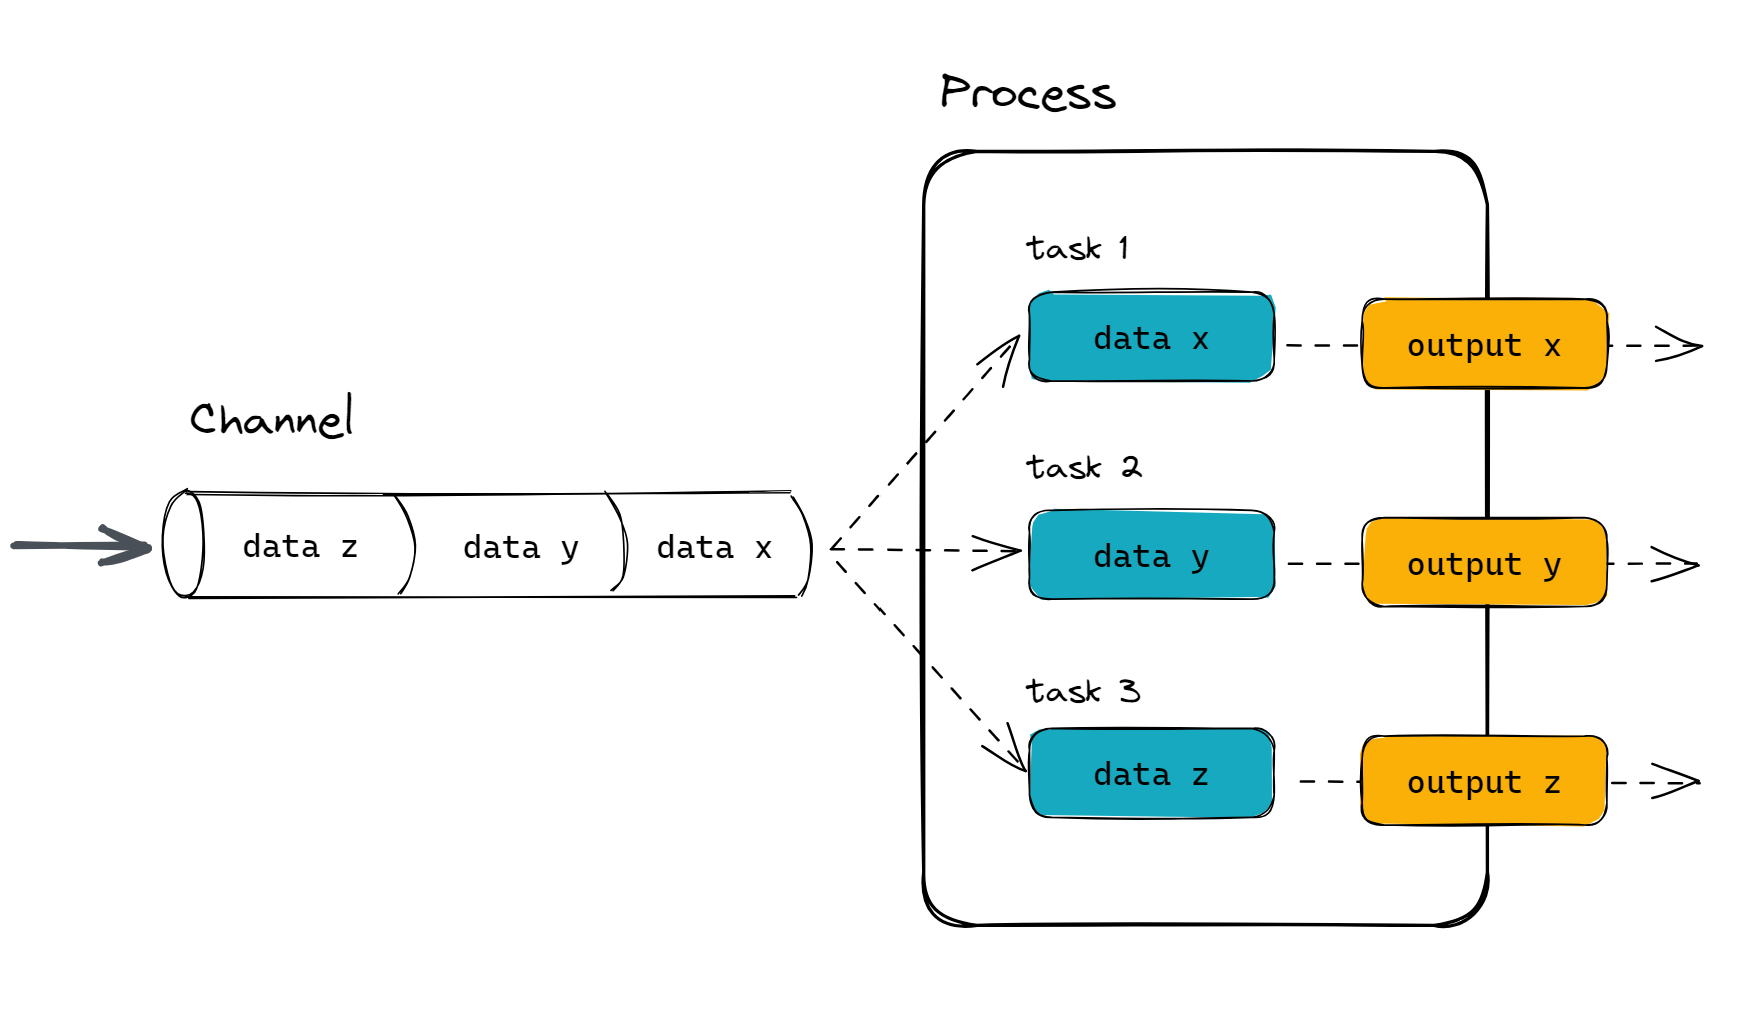 Process
Channel
data z
data y
data x
task 1
data x
output x
task 2
data y
output y
task 3
data z
output z